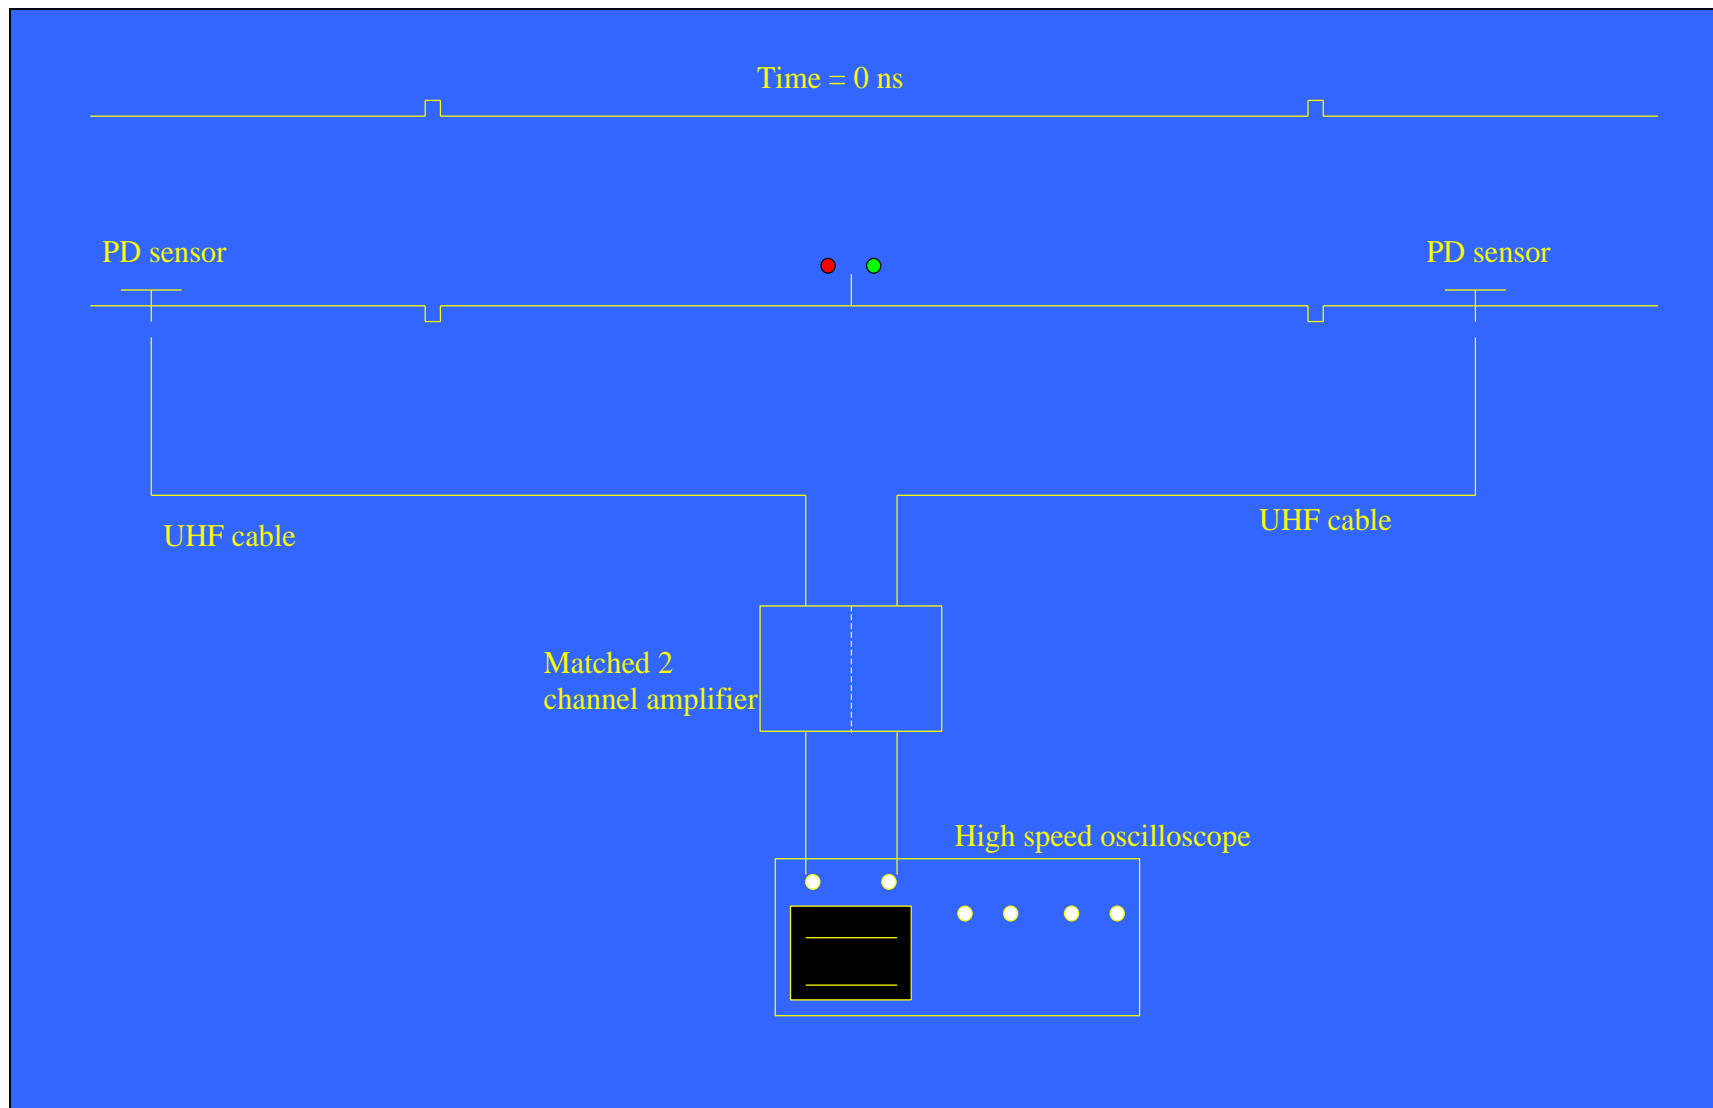 Time = 0 ns
PD sensor
PD sensor
UHF cable
UHF cable
Matched 2
channel amplifier
High speed oscilloscope